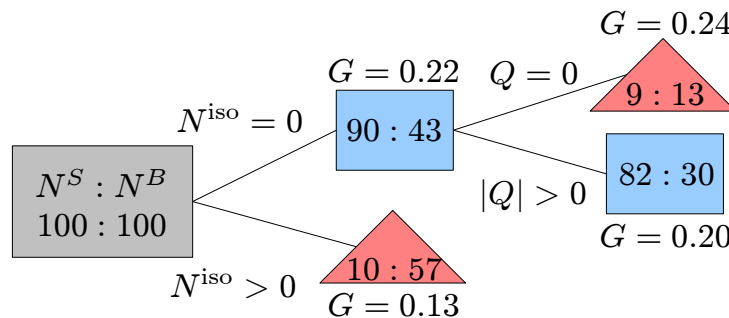 G = 0.24
G = 0.22
Q = 0
9 : 13
N^iso = 0
90 : 43
N^S : N^B
100 : 100
82 : 30
|Q| > 0
G = 0.20
10 : 57
N^iso > 0
G = 0.13